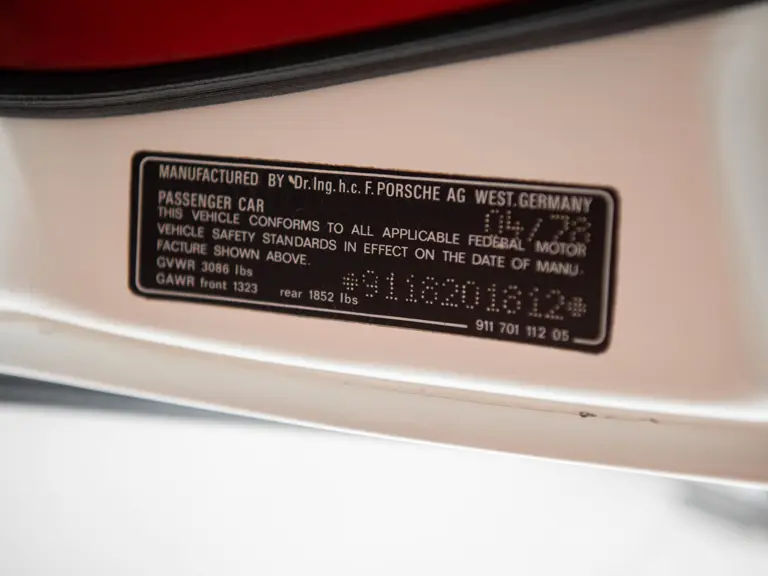 MANUFACTURED BY Dr.Ing.h.c. F.PORSCHE AG WEST.GERMANY
PASSENGER CAR 04/78
THIS VEHICLE CONFORMS TO ALL APPLICABLE FEDERAL MOTOR
VEHICLE SAFETY STANDARDS IN EFFECT ON THE DATE OF MANU-
FACTURE SHOWN ABOVE.
GVWR 3086 lbs *9118201612*
GAWR front 1323 rear 1852 lbs
911 701 112 05